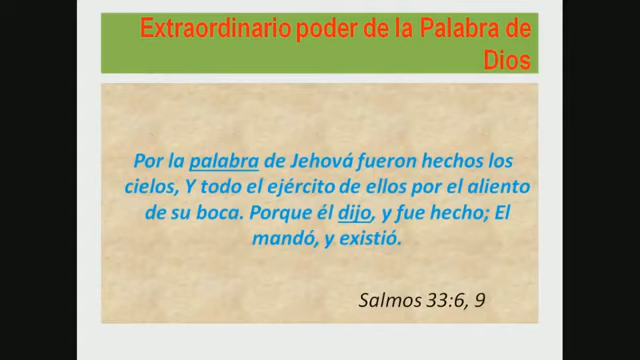 Extraordinario poder de la Palabra de
Dios
Por la palabra de Jehová fueron hechos los
cielos, Y todo el ejército de ellos por el aliento
de su boca. Porque él dijo, y fue hecho; El
mandó, y existió.
Salmos 33:6, 9